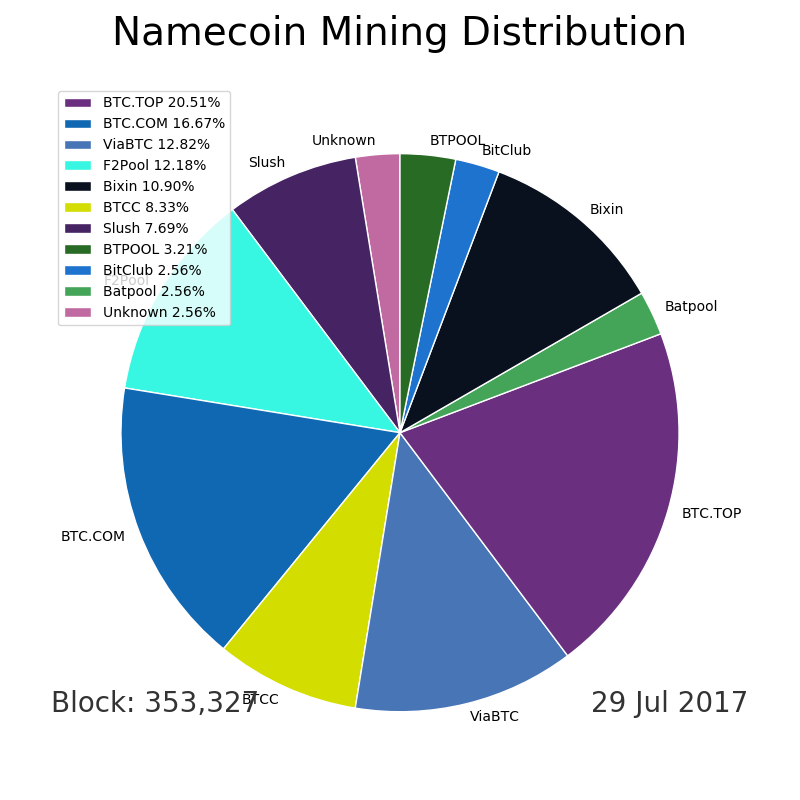 Namecoin Mining Distribution
BTC.TOP 20.51%
BTC.COM 16.67%
ViaBTC 12.82%
F2Pool 12.18%
Bixin 10.90%
BTCC 8.33%
Slush 7.69%
BTPOOL 3.21%
BitClub 2.56%
Batpool 2.56%
Unknown 2.56%
Unknown
BTPOOL
BitClub
Slush
Bixin
F2Pool
Batpool
BTC.TOP
BTC.COM
BTCC
ViaBTC
Block: 353,327
29 Jul 2017